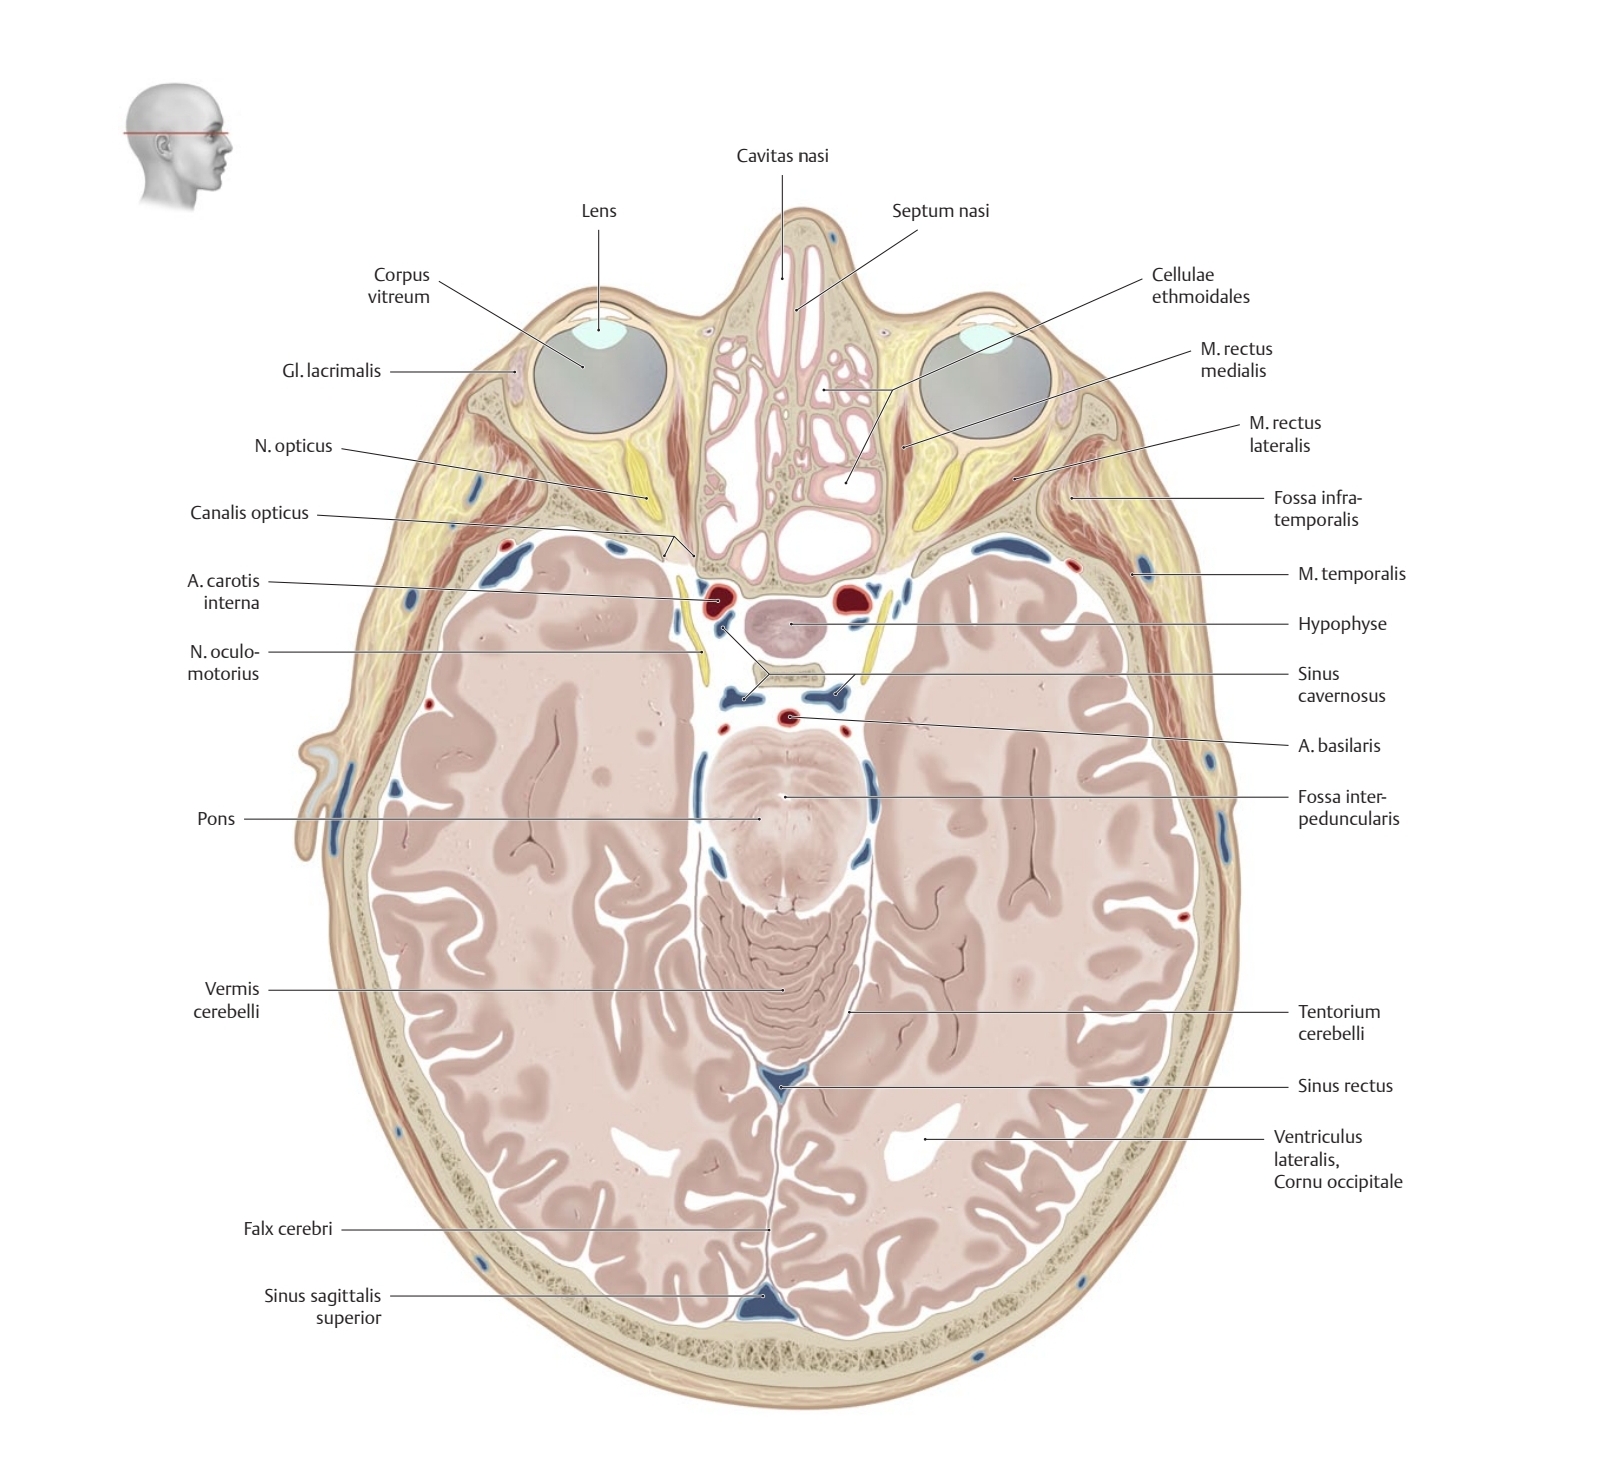 Cavitas nasi
Lens
Septum nasi
Corpus
vitreum
Cellulae
ethmoidales
Gl. lacrimalis
M. rectus
medialis
N. opticus
M. rectus
lateralis
Canalis opticus
Fossa infra-
temporalis
A. carotis
interna
M. temporalis
Hypophyse
N. oculo-
motorius
Sinus
cavernosus
A. basilaris
Pons
Fossa inter-
peduncularis
Vermis
cerebelli
Tentorium
cerebelli
Sinus rectus
Ventriculus
lateralis,
Cornu occipitale
Falx cerebri
Sinus sagittalis
superior